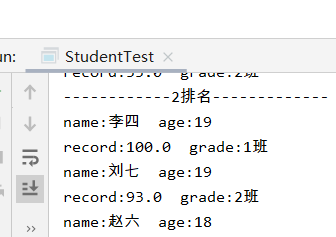 un: StudentTest
record:93.0 grade:2班
------------2排名-------------
name:李四 age:19
record:100.0 grade:1班
name:刘七 age:19
record:93.0 grade:2班
name:赵六 age:18